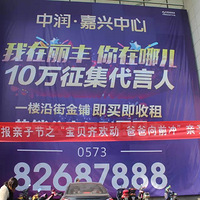 中润·嘉兴中心
我在丽丰 你在哪儿
10万征集代言人
一楼沿街金铺 即买即收租
报亲子节之“宝贝齐欢动 爸爸向前冲”亲
0573
82687888